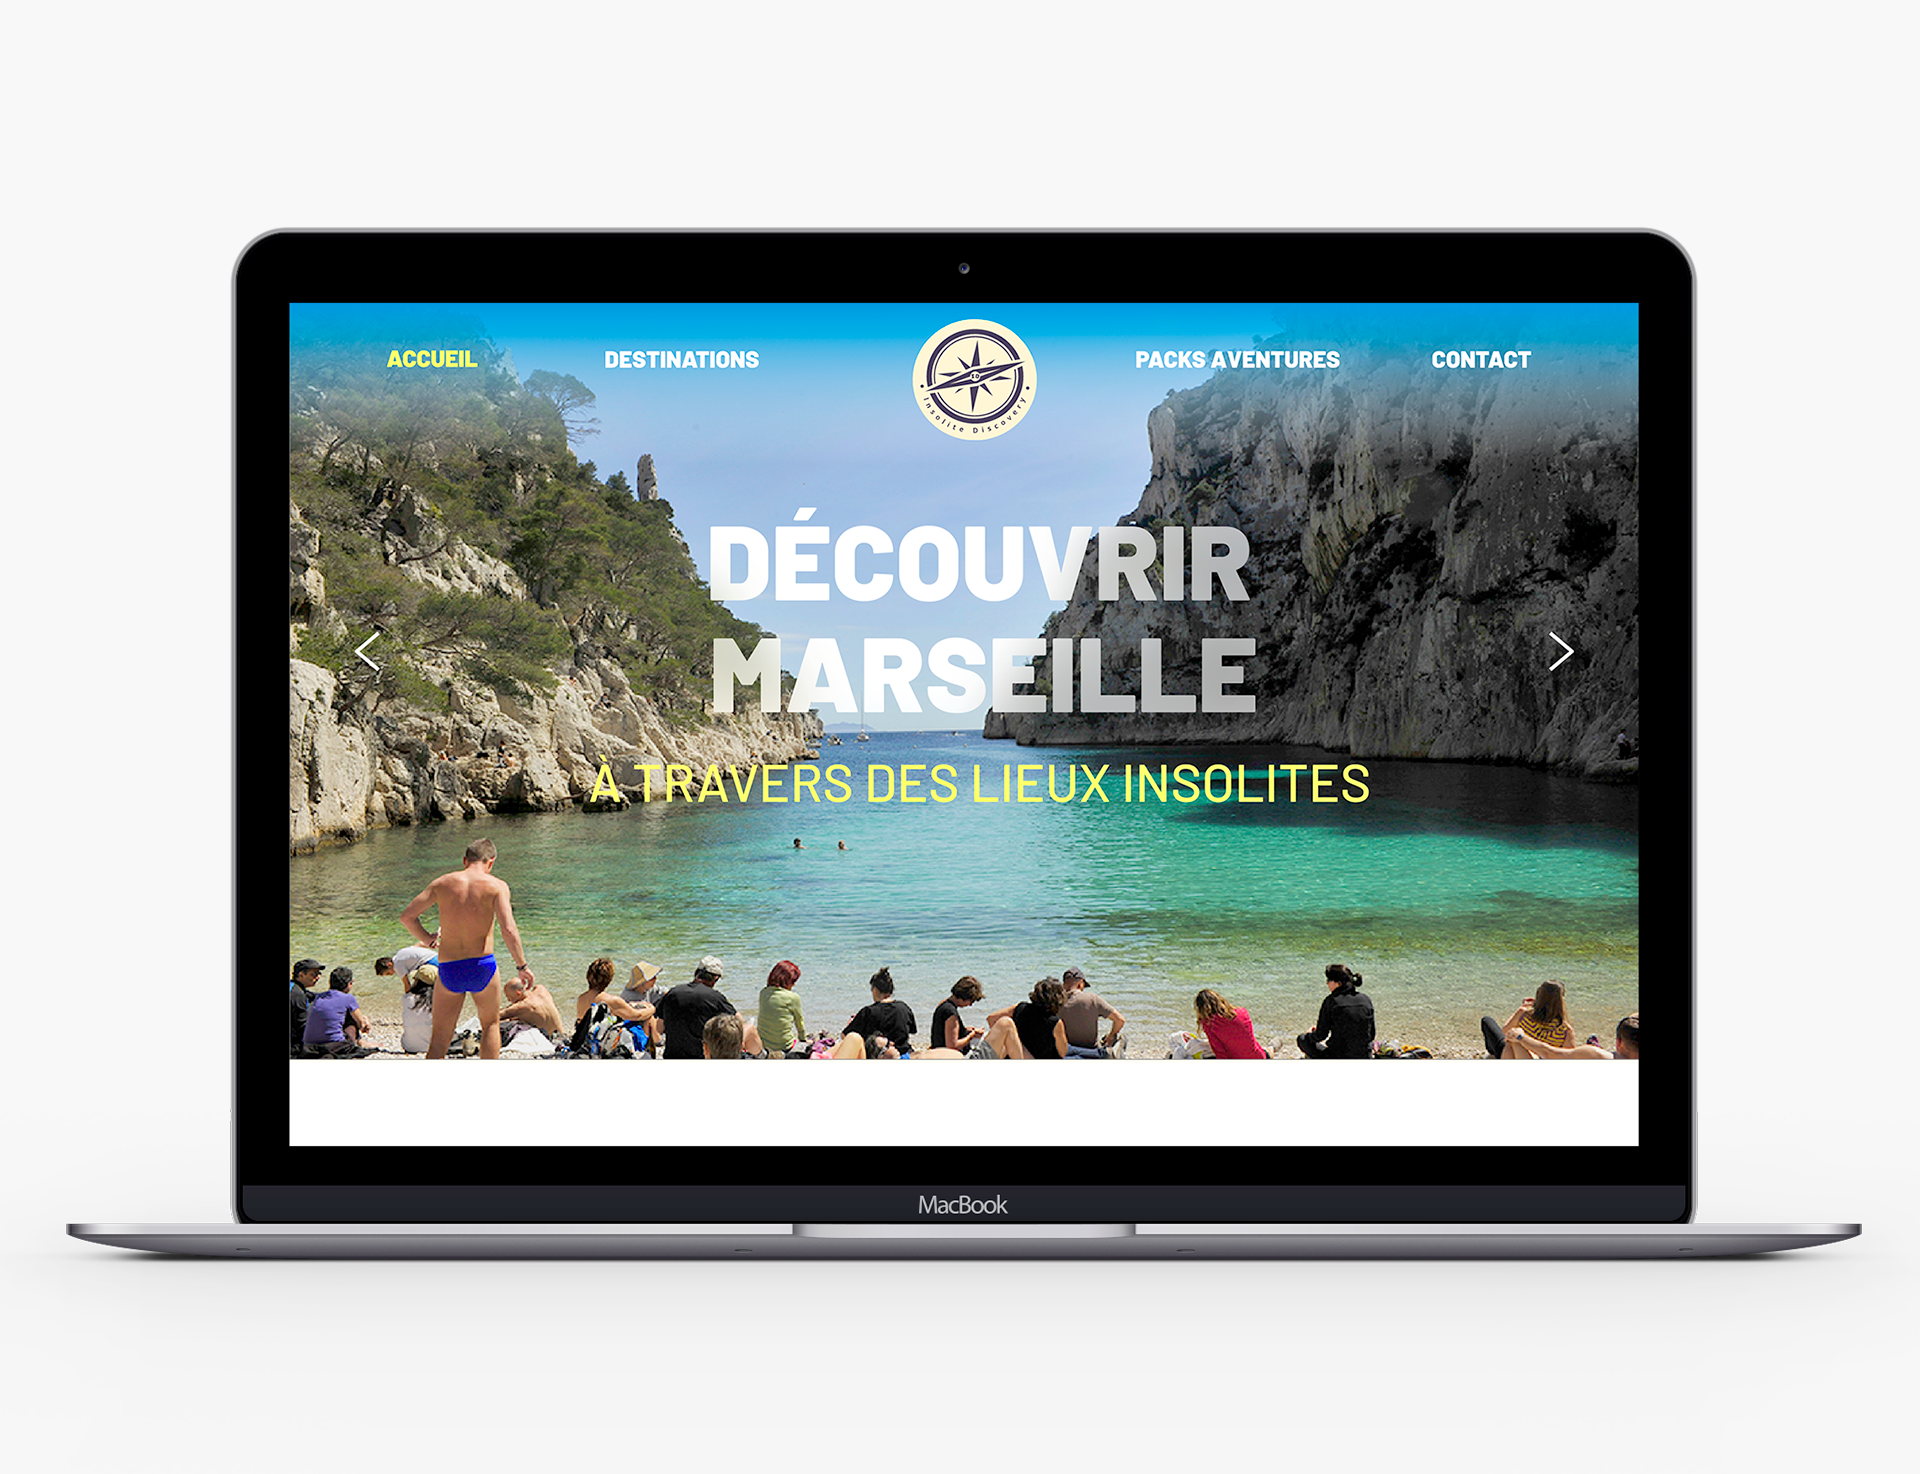 ACCUEIL
DESTINATIONS
ID
Insolite Discovery
PACKS AVENTURES
CONTACT
DÉCOUVRIR
MARSEILLE
À TRAVERS DES LIEUX INSOLITES
MacBook